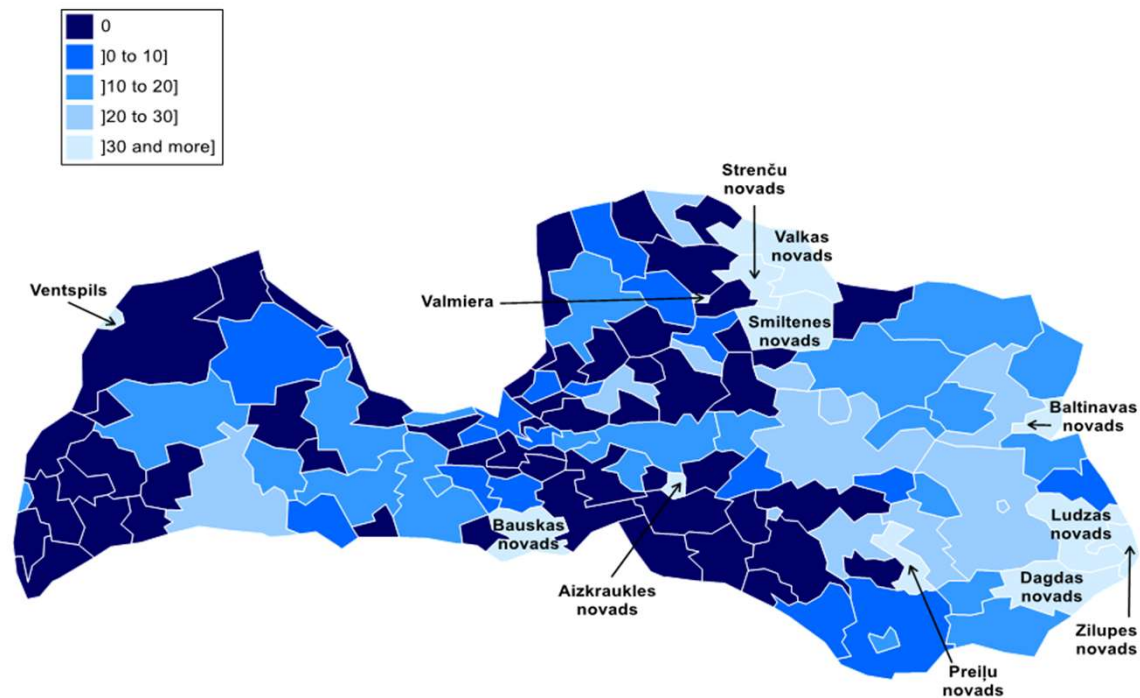 0
]0 to 10]
]10 to 20]
]20 to 30]
]30 and more]
Strenču
novads
Valkas
novads
Ventspils
Valmiera
Smiltenes
novads
Baltinavas
novads
Bauskas
novads
Ludzas
novads
Aizkraukles
novads
Dagdas
novads
Zilupes
novads
Preiļu
novads